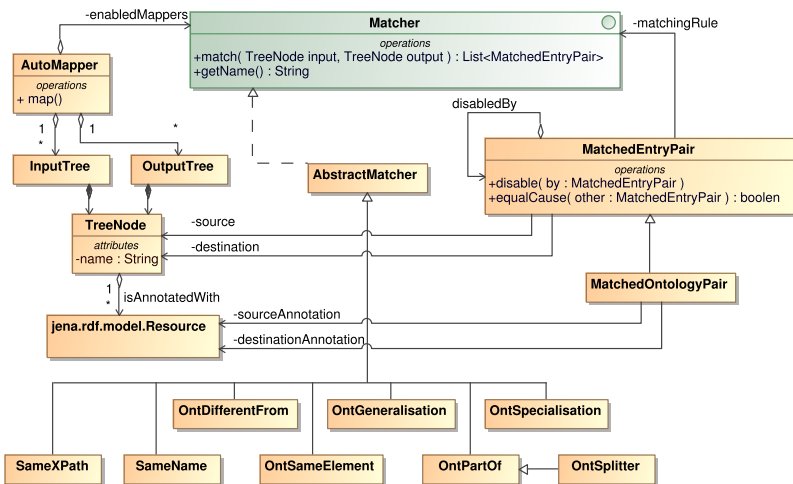 -enabledMappers
Matcher
operations
+match( TreeNode input, TreeNode output ) : List<MatchedEntryPair>
+getName() : String
-matchingRule
AutoMapper
operations
+ map()
1
*
1
*
disabledBy
MatchedEntryPair
operations
+disable( by : MatchedEntryPair )
+equalCause( other : MatchedEntryPair ) : boolen
InputTree
OutputTree
AbstractMatcher
TreeNode
attributes
-name : String
-source
-destination
1
*
isAnnotatedWith
MatchedOntologyPair
jena.rdf.model.Resource
-sourceAnnotation
-destinationAnnotation
OntDifferentFrom
OntGeneralisation
OntSpecialisation
SameXPath
SameName
OntSameElement
OntPartOf
OntSplitter